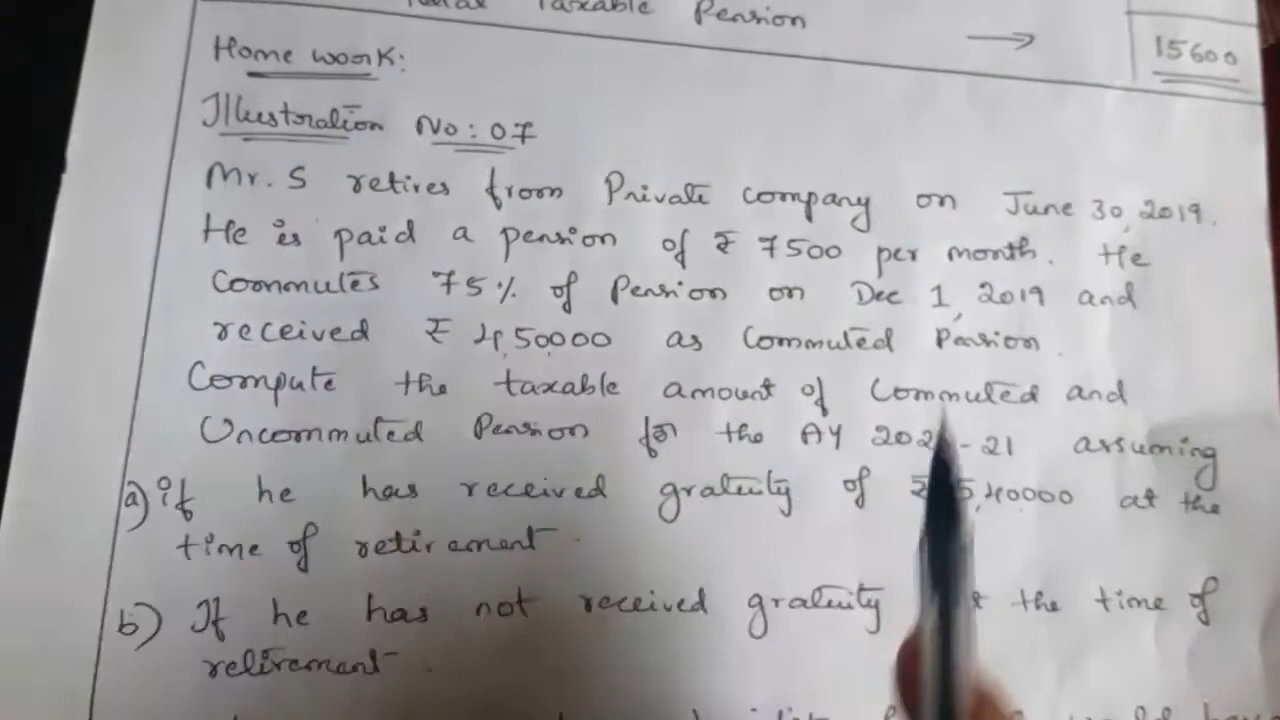 Taxable Pension
15600
Home work:
Illustration No: 07
Mr. S retires from Private company on June 30, 2019.
He is paid a pension of ₹ 7500 per month. He
Commutes 75% of Pension on Dec 1, 2019 and
received ₹ 4,50000 as Commuted Pension.
Compute the taxable amount of Commuted and
Uncommuted Pension for the AY -21 assuming
a) if he has received gratuity of ₹ 5,40000 at the
time of retirement.
b) If he has not received gratuity the time of
retirement.